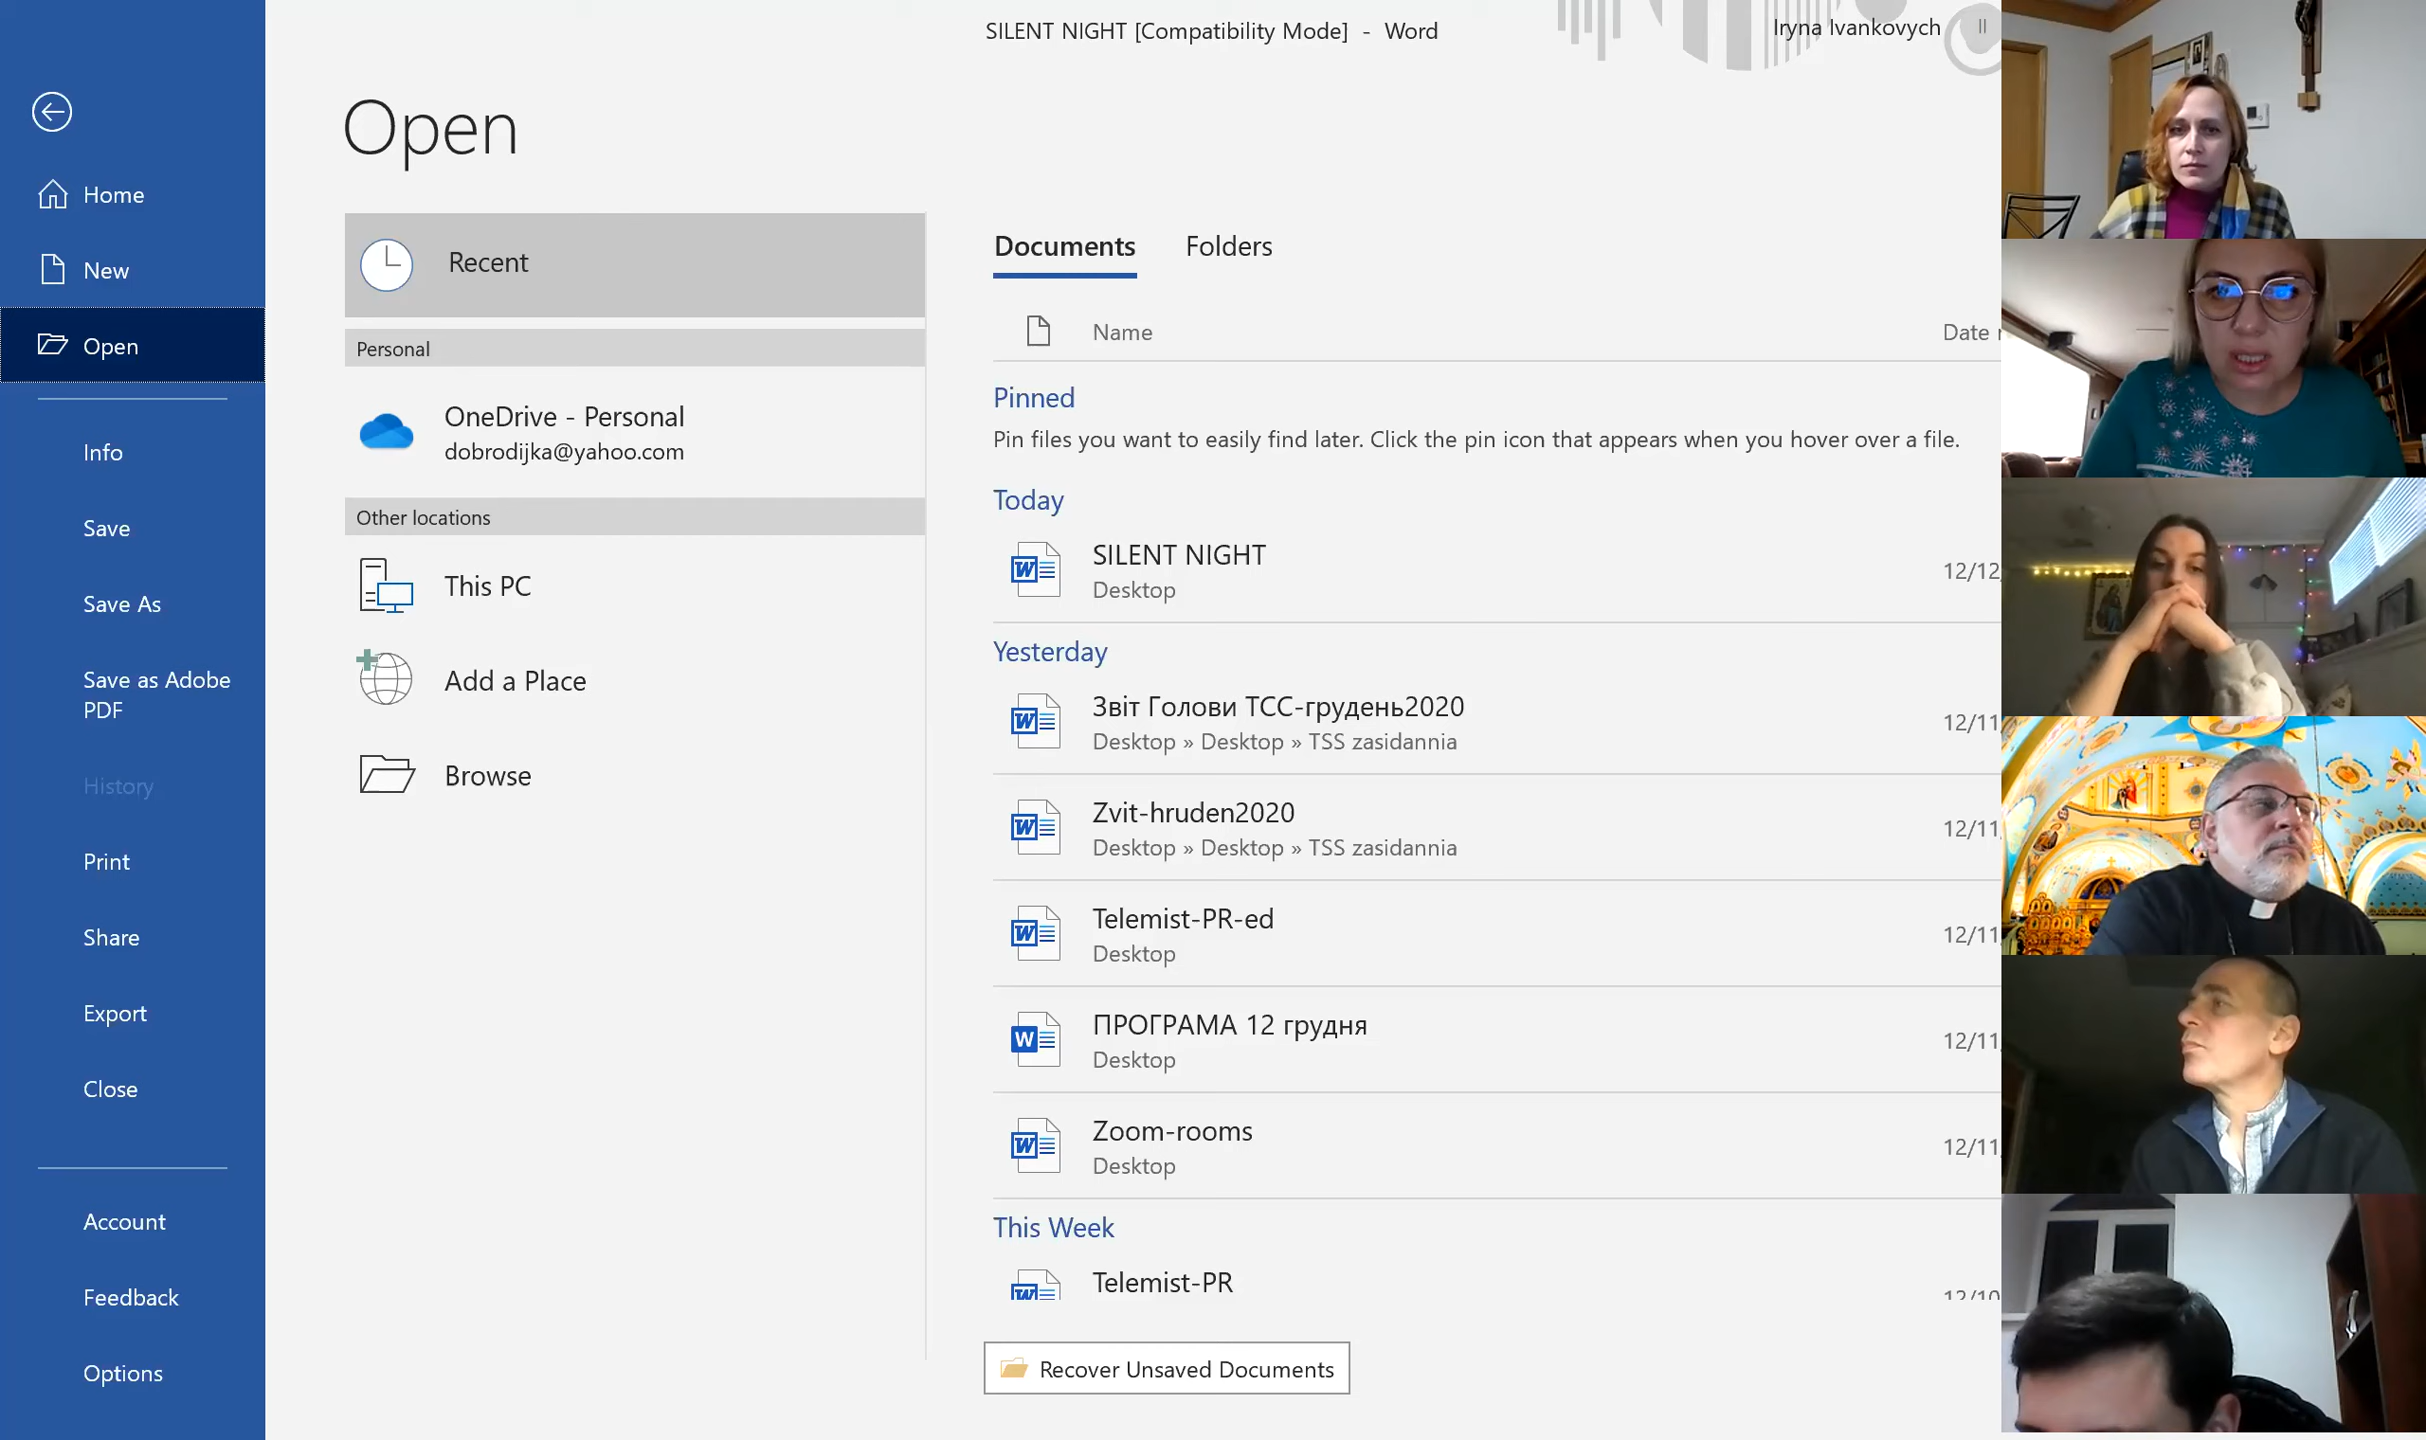 SILENT NIGHT [Compatibility Mode] - Word
Iryna Ivankovych
Open
Home
New
Open
Info
Save
Save As
Save as Adobe
PDF
History
Print
Share
Export
Close
Account
Feedback
Options
Recent
Personal
OneDrive - Personal
dobrodijka@yahoo.com
Other locations
This PC
Add a Place
Browse
Documents Folders
Name Date
Pinned
Pin files you want to easily find later. Click the pin icon that appears when you hover over a file.
Today
SILENT NIGHT 12/12
Desktop
Yesterday
Звіт Голови ТСС-грудень2020 12/11
Desktop » Desktop » TSS zasidannia
Zvit-hruden2020 12/11
Desktop » Desktop » TSS zasidannia
Telemist-PR-ed 12/11
Desktop
ПРОГРАМА 12 грудня 12/11
Desktop
Zoom-rooms 12/11
Desktop
This Week
Telemist-PR 12/10
Recover Unsaved Documents